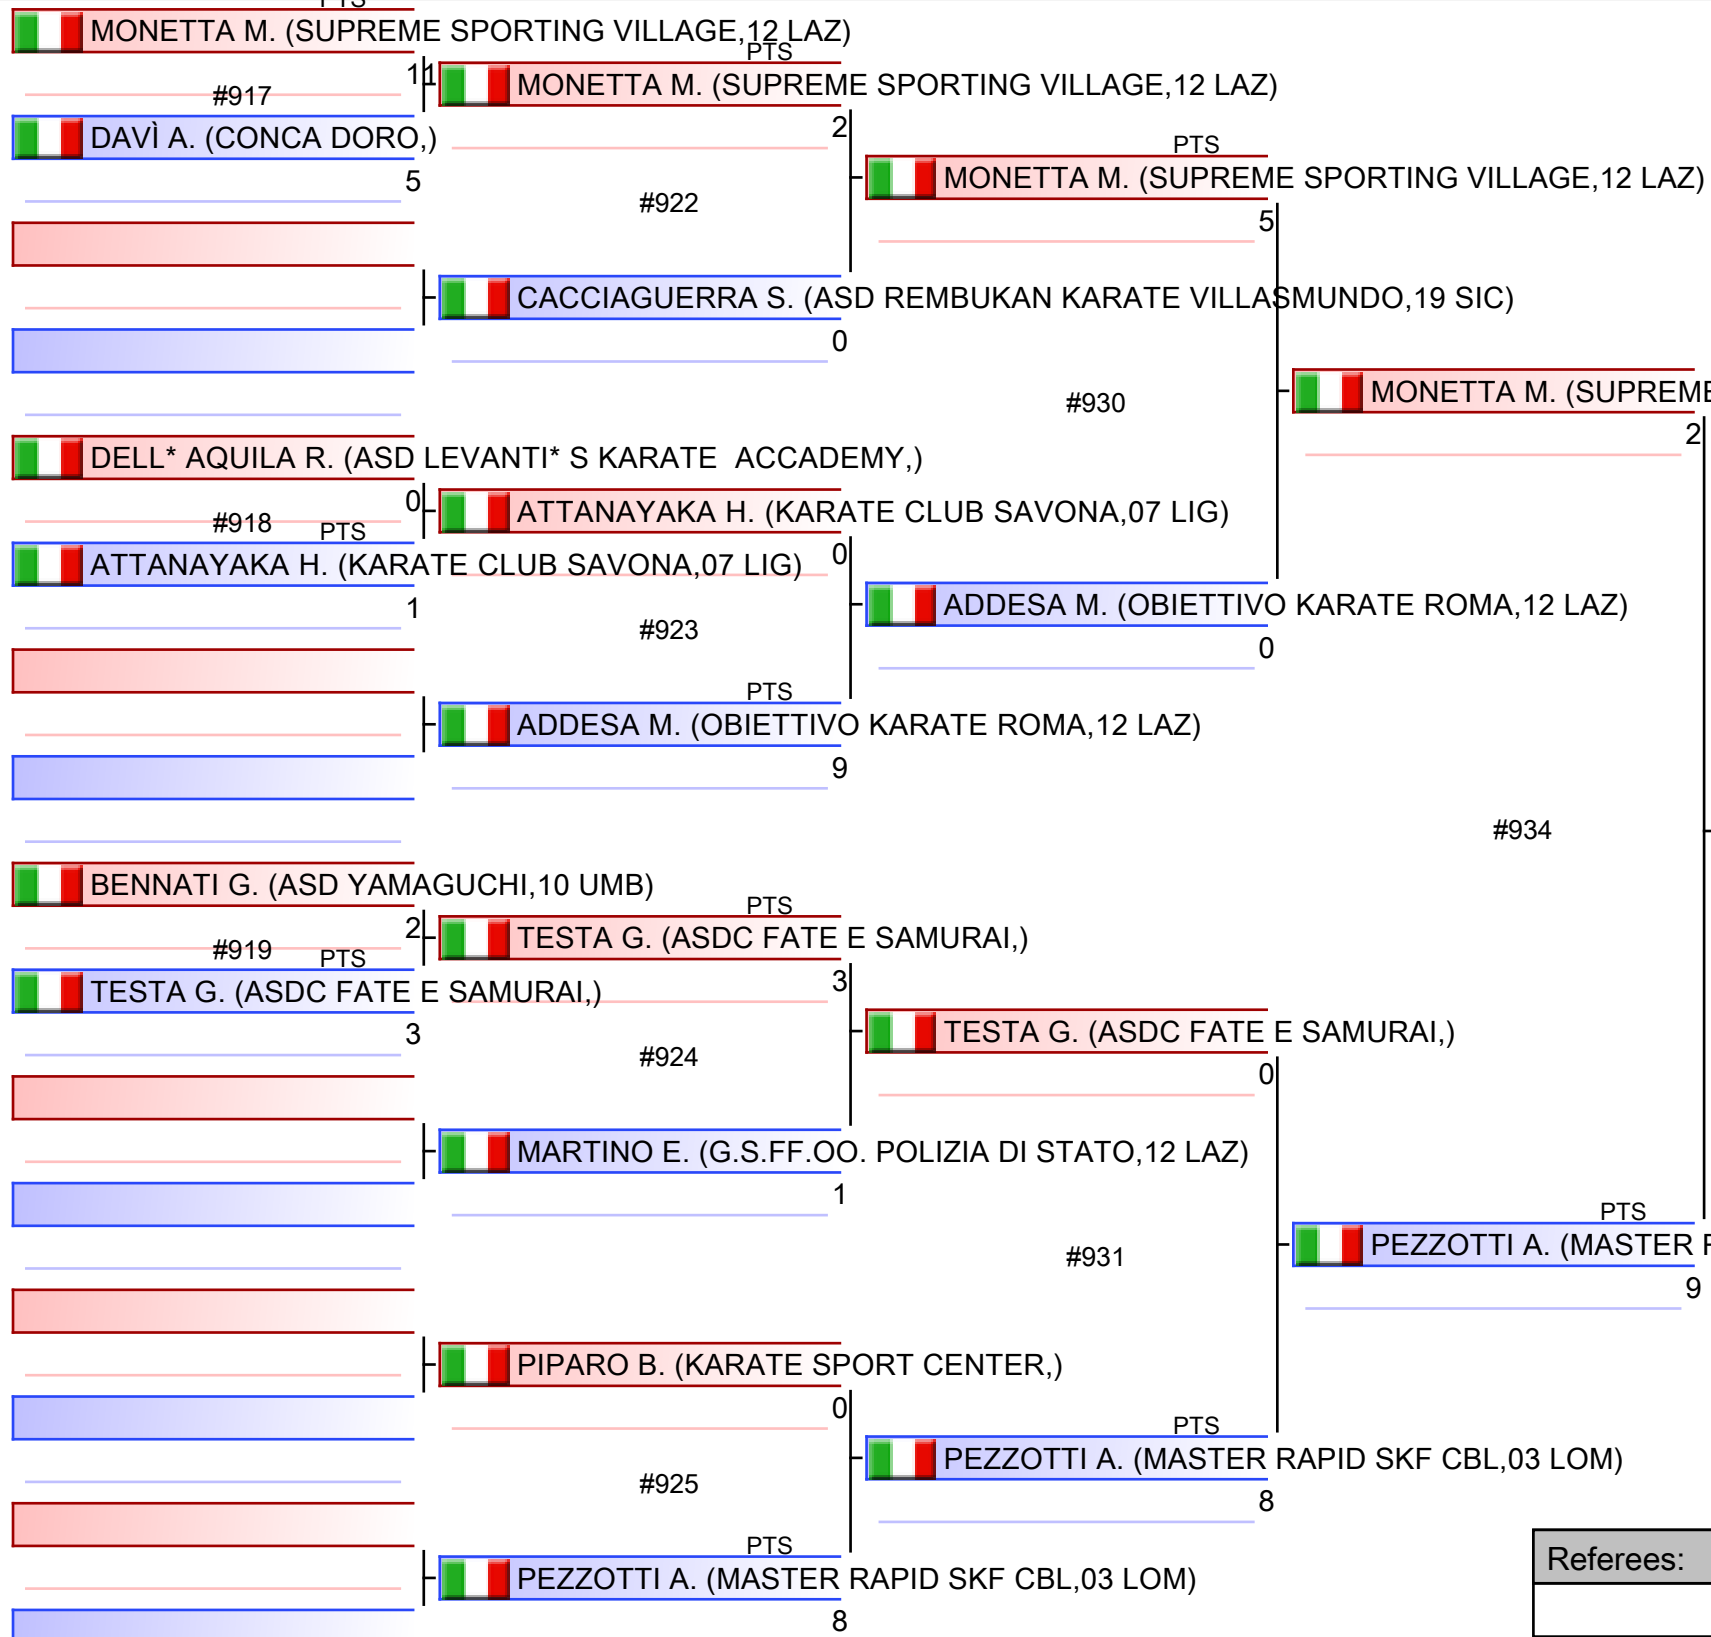 PTS
MONETTA M. (SUPREME SPORTING VILLAGE,12 LAZ)
11
#917
DAVÌ A. (CONCA DORO,)
5
DELL* AQUILA R. (ASD LEVANTI* S KARATE  ACCADEMY,)
0
#918
PTS
ATTANAYAKA H. (KARATE CLUB SAVONA,07 LIG)
1
BENNATI G. (ASD YAMAGUCHI,10 UMB)
2
#919
PTS
TESTA G. (ASDC FATE E SAMURAI,)
3
PTS
MONETTA M. (SUPREME SPORTING VILLAGE,12 LAZ)
2
#922
CACCIAGUERRA S. (ASD REMBUKAN KARATE VILLASMUNDO,19 SIC)
0
ATTANAYAKA H. (KARATE CLUB SAVONA,07 LIG)
0
#923
PTS
ADDESA M. (OBIETTIVO KARATE ROMA,12 LAZ)
9
PTS
TESTA G. (ASDC FATE E SAMURAI,)
3
#924
MARTINO E. (G.S.FF.OO. POLIZIA DI STATO,12 LAZ)
1
PIPARO B. (KARATE SPORT CENTER,)
0
#925
PTS
PEZZOTTI A. (MASTER RAPID SKF CBL,03 LOM)
8
PTS
MONETTA M. (SUPREME SPORTING VILLAGE,12 LAZ)
5
#930
ADDESA M. (OBIETTIVO KARATE ROMA,12 LAZ)
0
TESTA G. (ASDC FATE E SAMURAI,)
0
#931
PTS
PEZZOTTI A. (MASTER RAPID SKF CBL,03 LOM)
8
MONETTA M. (SUPREME
2
#934
PTS
PEZZOTTI A. (MASTER
9
Referees: